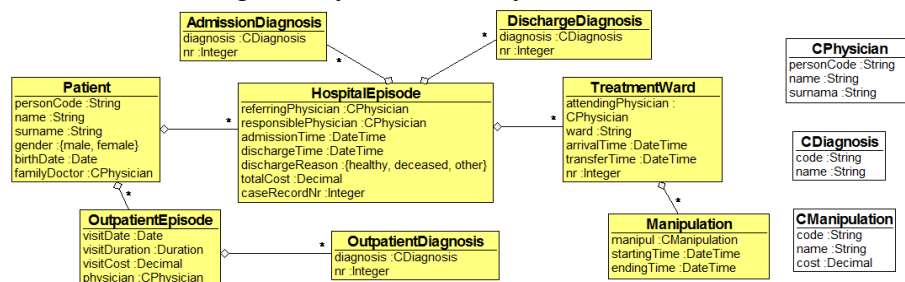 AdmissionDiagnosis
diagnosis :CDiagnosis
nr :Integer
*
DischargeDiagnosis
diagnosis :CDiagnosis
nr :Integer
*
CPhysician
personCode :String
name :String
surnama :String
Patient
personCode :String
name :String
surname :String
gender :{male, female}
birthDate :Date
familyDoctor :CPhysician
*
HospitalEpisode
referringPhysician :CPhysician
responsiblePhysician :CPhysician
admissionTime :DateTime
dischargeTime :DateTime
dischargeReason :{healthy, deceased, other}
totalCost :Decimal
caseRecordNr :Integer
*
TreatmentWard
attendingPhysician :
CPhysician
ward :String
arrivalTime :DateTime
transferTime :DateTime
nr :Integer
CDiagnosis
code :String
name :String
*
OutpatientEpisode
visitDate :Date
visitDuration :Duration
visitCost :Decimal
physician :CPhysician
*
OutpatientDiagnosis
diagnosis :CDiagnosis
nr :Integer
*
Manipulation
manipul :CManipulation
startingTime :DateTime
endingTime :DateTime
CManipulation
code :String
name :String
cost :Decimal